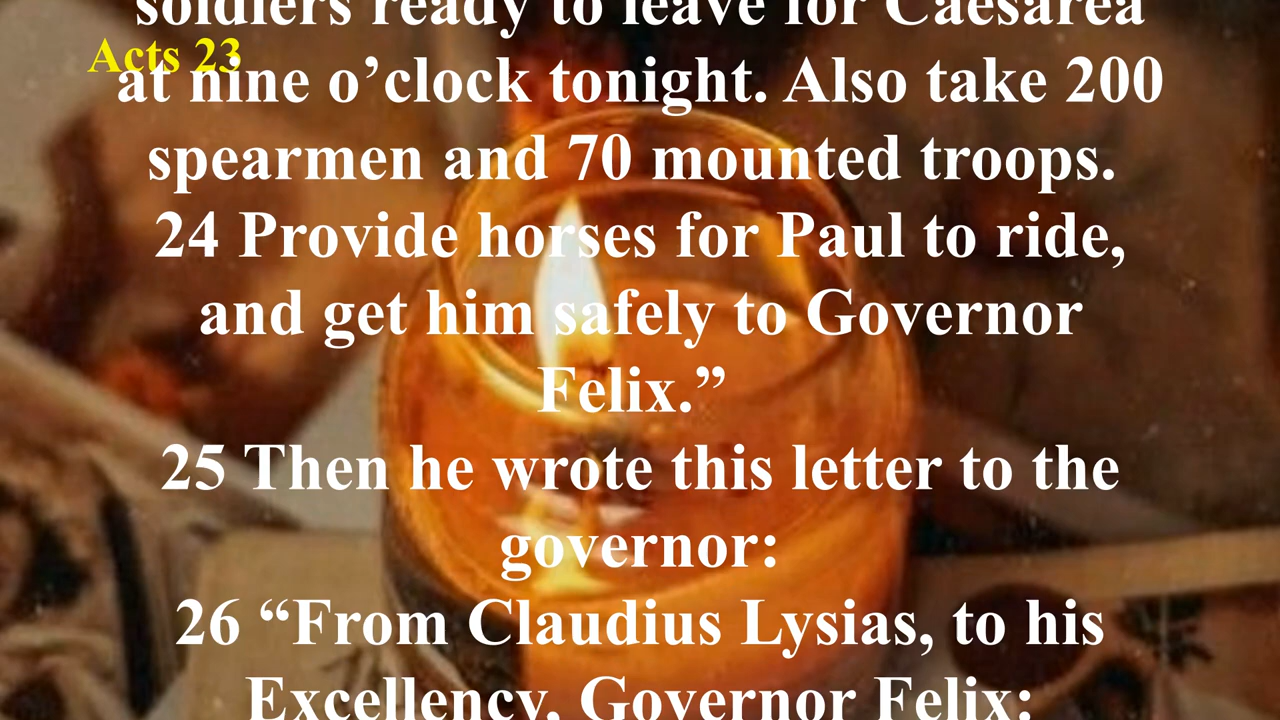 soldiers ready to leave for Caesarea
Acts 23
at nine o’clock tonight. Also take 200
spearmen and 70 mounted troops.
24 Provide horses for Paul to ride,
and get him safely to Governor
Felix.”
25 Then he wrote this letter to the
governor:
26 “From Claudius Lysias, to his
Excellency, Governor Felix: